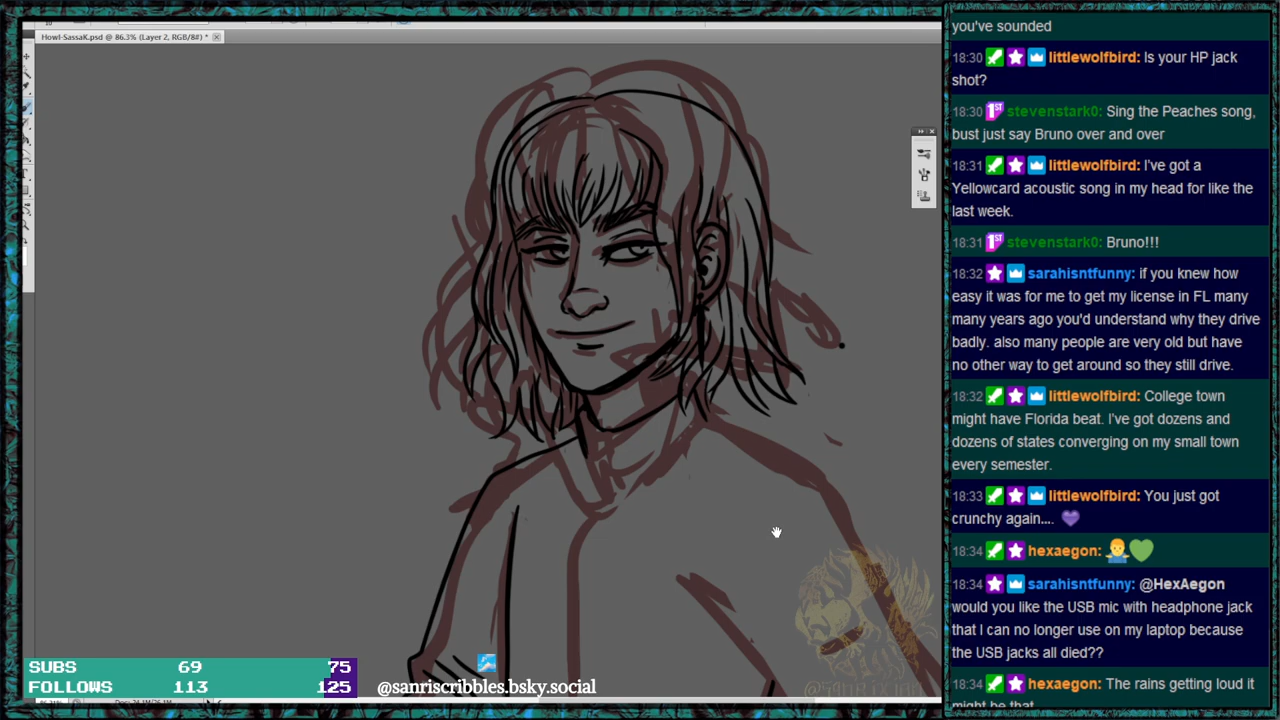 Howl-SassaK.psd @ 86.3% (Layer 2, RGB/8#) *
you've sounded
18:30 littlewolfbird: Is your HP jack
shot?
18:30 stevenstark0: Sing the Peaches song,
bust just say Bruno over and over
18:31 littlewolfbird: I've got a
Yellowcard acoustic song in my head for like the
last week.
18:31 stevenstark0: Bruno!!!
18:32 sarahisntfunny: if you knew how
easy it was for me to get my license in FL many
many years ago you'd understand why they drive
badly. also many people are very old but have
no other way to get around so they still drive.
18:32 littlewolfbird: College town
might have Florida beat. I've got dozens and
dozens of states converging on my small town
every semester.
18:33 littlewolfbird: You just got
crunchy again....
18:34 hexaegon:
18:34 sarahisntfunny: @HexAegon
would you like the USB mic with headphone jack
that I can no longer use on my laptop because
the USB jacks all died??
18:34 hexaegon: The rains getting loud it
might be that
SUBS 69 75
FOLLOWS 113 125
@sanriscribbles.bsky.social